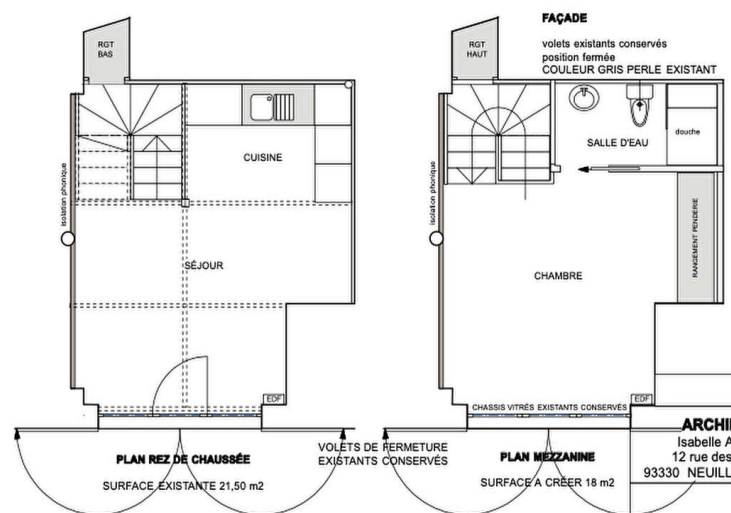 FAÇADE
volets existants conservés
position fermée
COULEUR GRIS PERLE EXISTANT
RGT
BAS
CUISINE
isolation phonique
SÉJOUR
EDF
PLAN REZ DE CHAUSSÉE
SURFACE EXISTANTE 21,50 m2
VOLETS DE FERMETURE
EXISTANTS CONSERVÉS
RGT
HAUT
SALLE D'EAU
douche
isolation phonique
RANGEMENT PENDERIE
CHAMBRE
CHASSIS VITRÉS EXISTANTS CONSERVÉS
EDF
PLAN MEZZANINE
SURFACE A CRÉER 18 m2
ARCHI
Isabelle A
12 rue des
93330 NEUILL